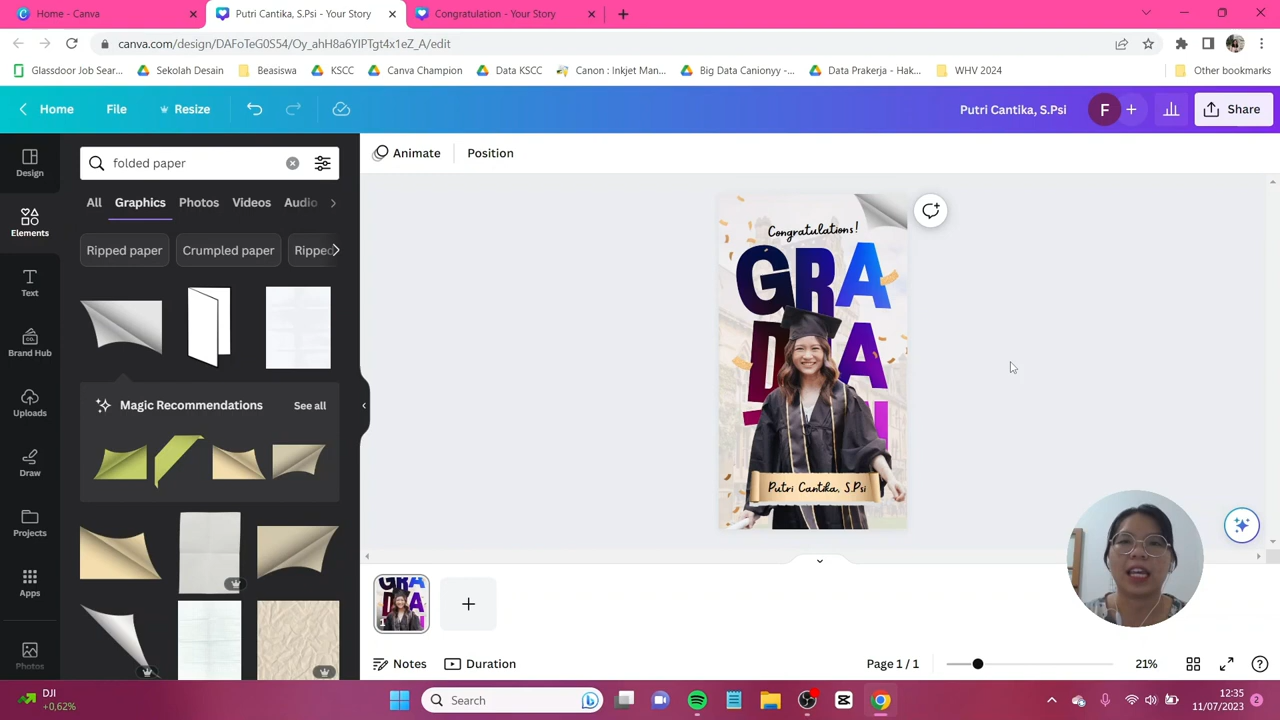 Home - Canva
Putri Cantika, S.Psi - Your Story
Congratulation - Your Story
canva.com/design/DAFoTeG0S54/Oy_ahH8a6YIPTgt4x1eZ_A/edit
Glassdoor Job Sear...
Sekolah Desain
Beasiswa
KSCC
Canva Champion
Data KSCC
Canon : Inkjet Man...
Big Data Canionyy -...
Data Prakerja - Hak...
WHV 2024
Other bookmarks
Home
File
Resize
Putri Cantika, S.Psi
F
Share
Design
Elements
Text
Brand Hub
Uploads
Draw
Projects
Apps
Photos
folded paper
All
Graphics
Photos
Videos
Audio
Ripped paper
Crumpled paper
Ripped
Magic Recommendations
See all
Animate
Position
Congratulations!
GRA
DUA
Putri Cantika, S.Psi
1
Notes
Duration
Page 1 / 1
21%
DJI
+0,62%
Search
12:35
11/07/2023
2